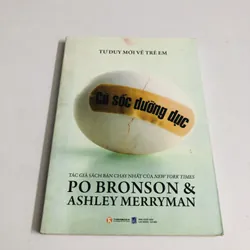 TƯ DUY MỚI VỀ TRẺ EM
Cú sốc dưỡng dục
TÁC GIẢ SÁCH BÁN CHẠY NHẤT CỦA NEW YORK TIMES
PO BRONSON &
ASHLEY MERRYMAN